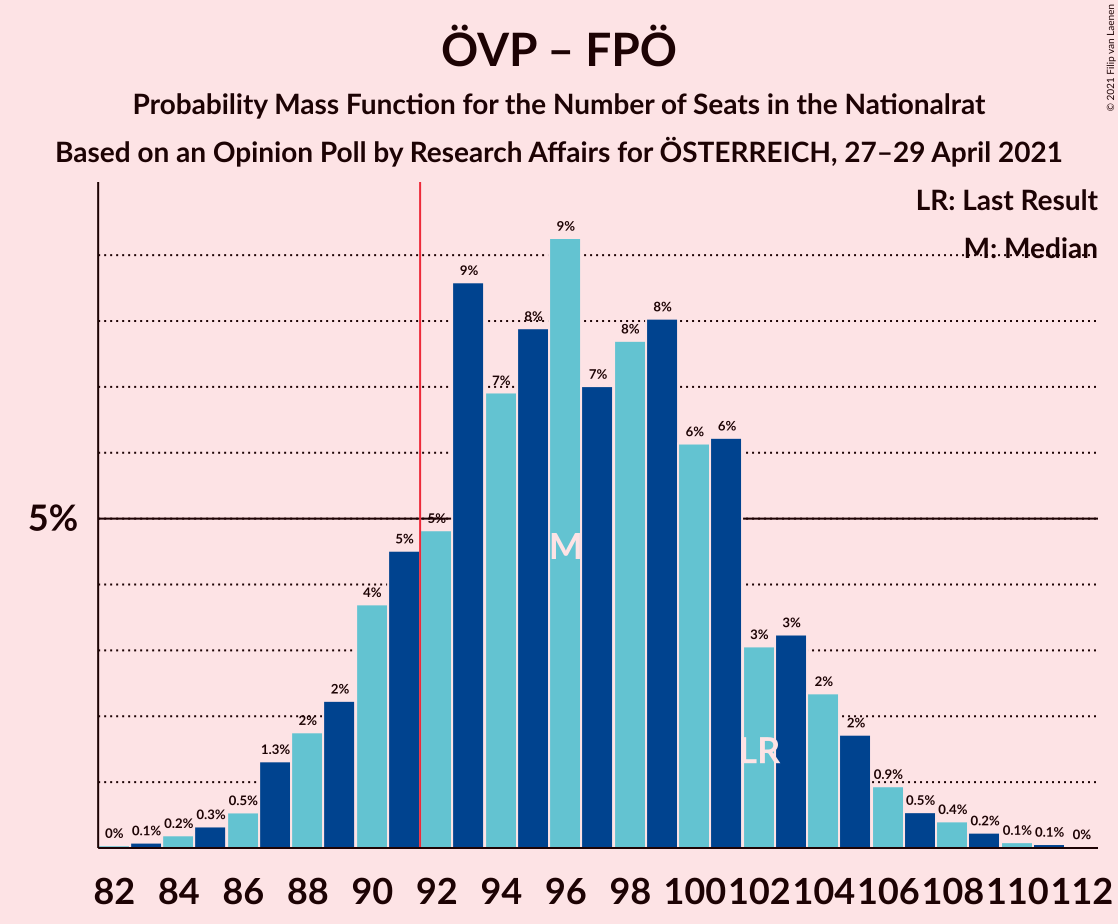 ÖVP – FPÖ
Probability Mass Function for the Number of Seats in the Nationalrat
Based on an Opinion Poll by Research Affairs for ÖSTERREICH, 27–29 April 2021
© 2021 Filip van Laenen
LR: Last Result
M: Median
5%
0% 0.1% 0.2% 0.3% 0.5% 1.3% 2% 2% 4% 5% 5% 9% 7% 8% 9% 7% 8% 8% 6% 6% 3% 3% 2% 2% 0.9% 0.5% 0.4% 0.2% 0.1% 0.1% 0%
M
LR
82 84 86 88 90 92 94 96 98 100 102 104 106 108 110 112